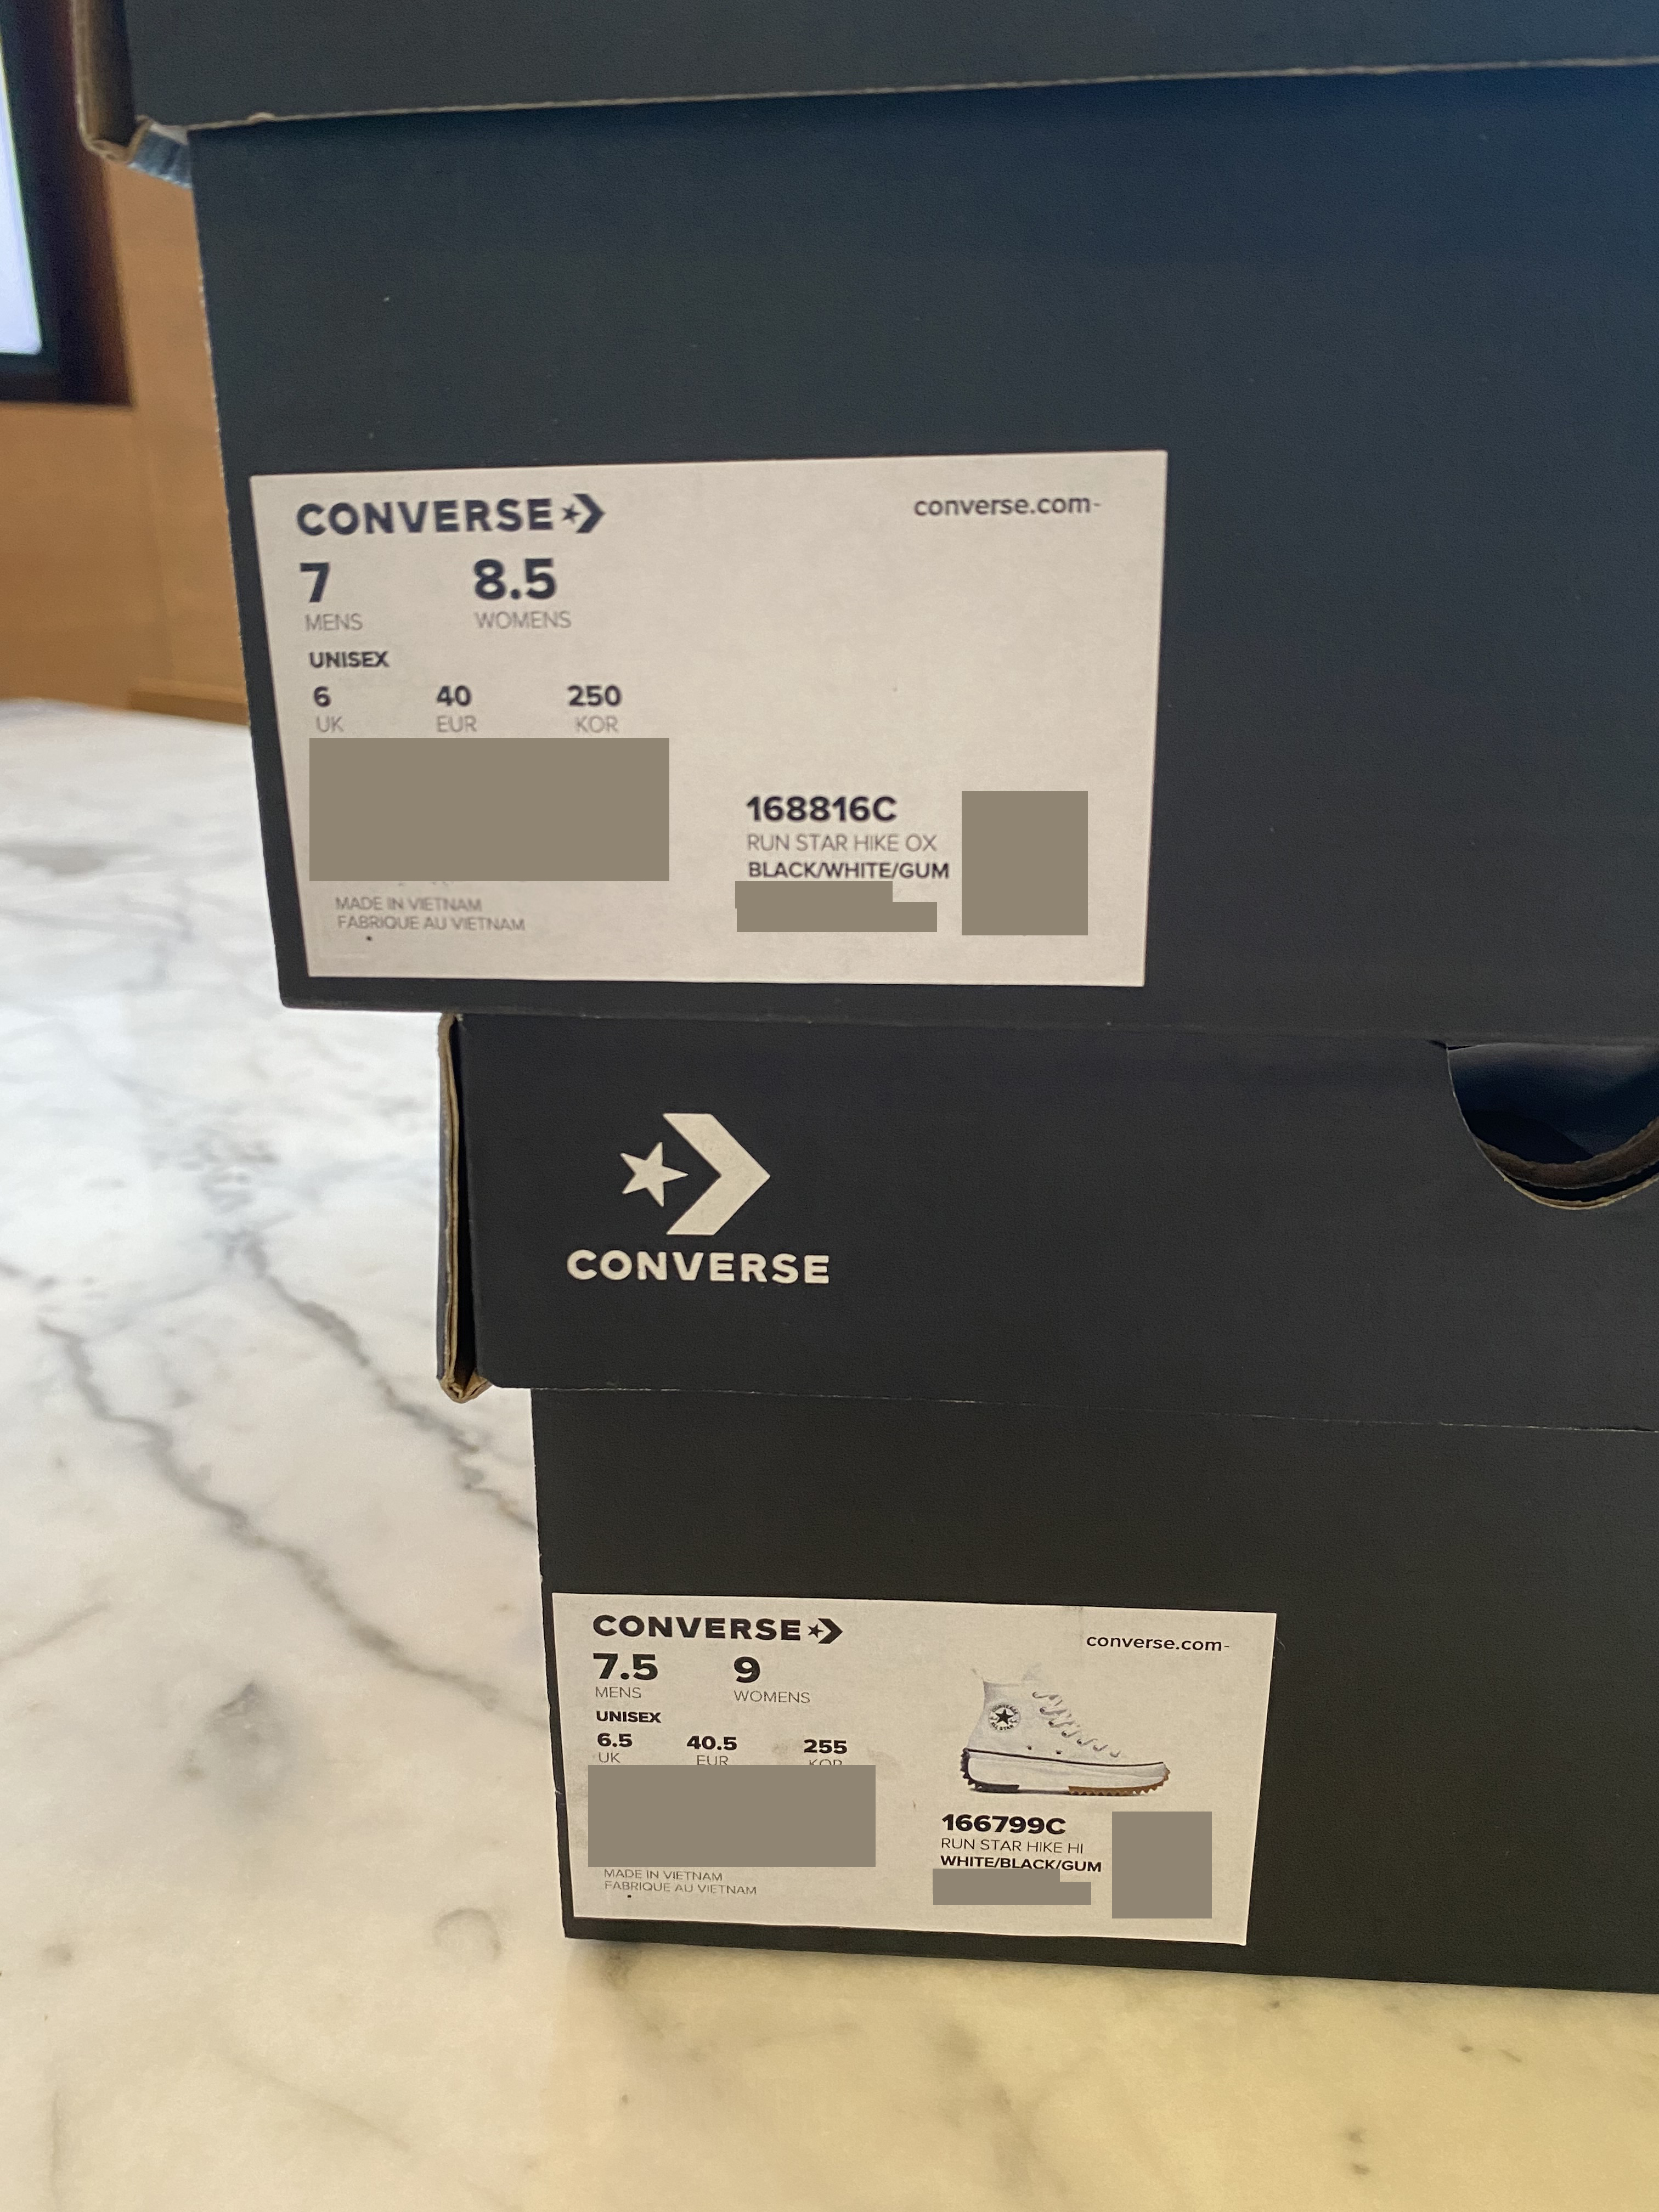 CONVERSE
converse.com-
7 8.5
MENS WOMENS
UNISEX
6 40 250
UK EUR KOR
168816C
RUN STAR HIKE OX
BLACK/WHITE/GUM
MADE IN VIETNAM
FABRIQUE AU VIETNAM
CONVERSE
CONVERSE
converse.com-
7.5 9
MENS WOMENS
UNISEX
6.5 40.5 255
UK EUR KOR
166799C
RUN STAR HIKE HI
WHITE/BLACK/GUM
MADE IN VIETNAM
FABRIQUE AU VIETNAM